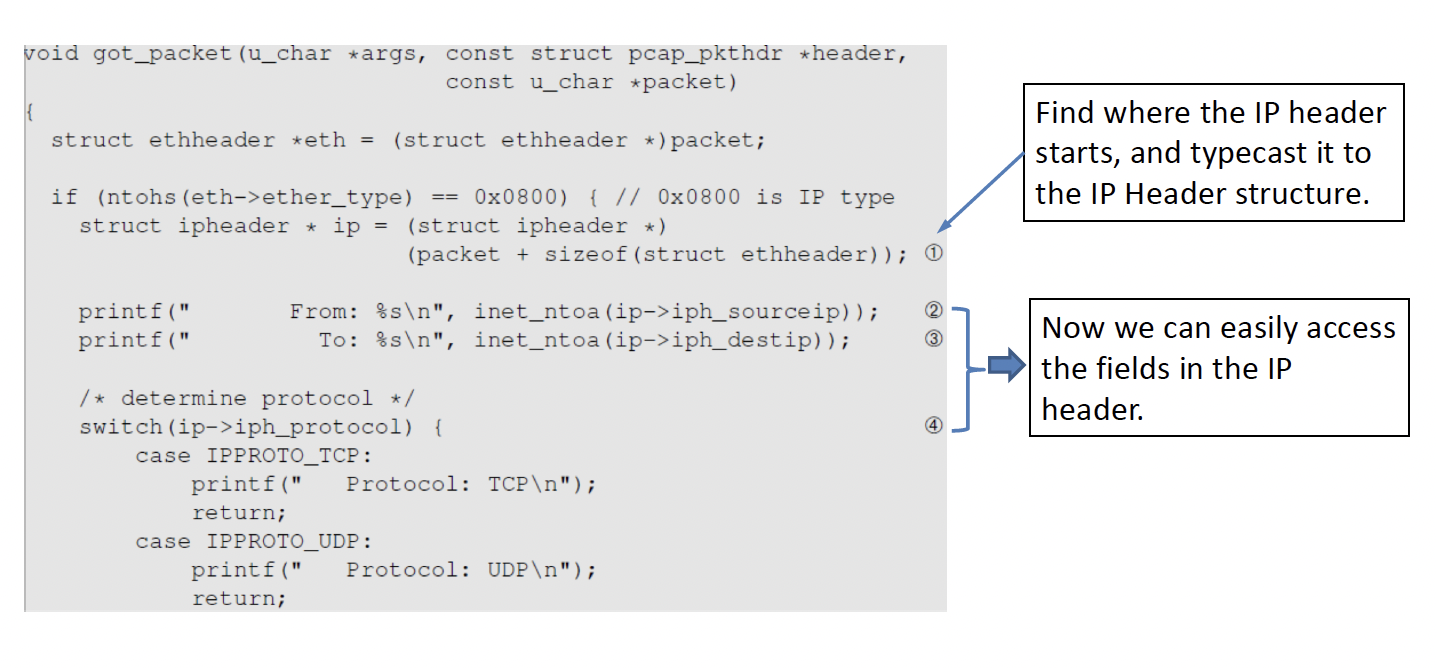 void got_packet(u_char *args, const struct pcap_pkthdr *header,
const u_char *packet)
{
struct ethheader *eth = (struct ethheader *)packet;
if (ntohs(eth->ether_type) == 0x0800) { // 0x0800 is IP type
struct ipheader * ip = (struct ipheader *)
(packet + sizeof(struct ethheader)); ①
printf("       From: %s\n", inet_ntoa(ip->iph_sourceip)); ②
printf("         To: %s\n", inet_ntoa(ip->iph_destip)); ③
/* determine protocol */
switch(ip->iph_protocol) { ④
case IPPROTO_TCP:
printf("   Protocol: TCP\n");
return;
case IPPROTO_UDP:
printf("   Protocol: UDP\n");
return;
Find where the IP header
starts, and typecast it to
the IP Header structure.
Now we can easily access
the fields in the IP
header.